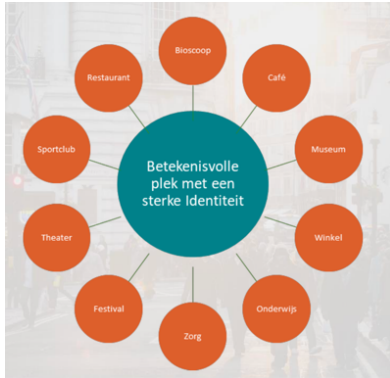 Bioscoop
Restaurant
Café
Sportclub
Museum
Betekenisvolle
plek met een
sterke Identiteit
Theater
Winkel
Festival
Onderwijs
Zorg